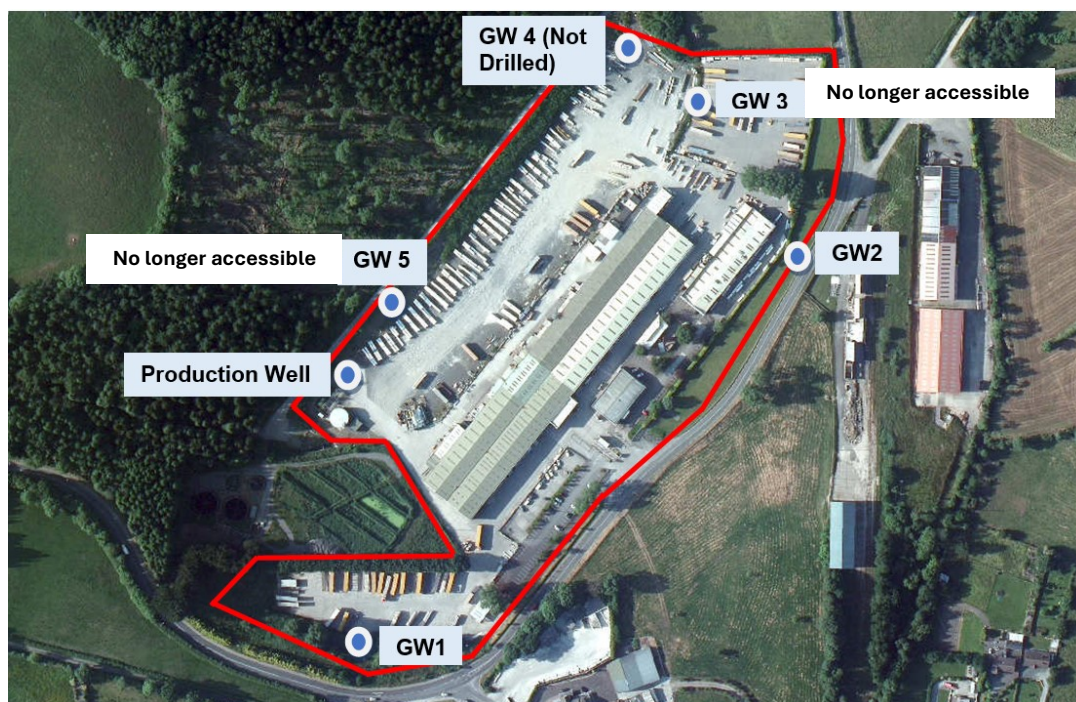 GW 4 (Not
Drilled)
GW 3
No longer accessible
No longer accessible
GW 5
GW2
Production Well
GW1